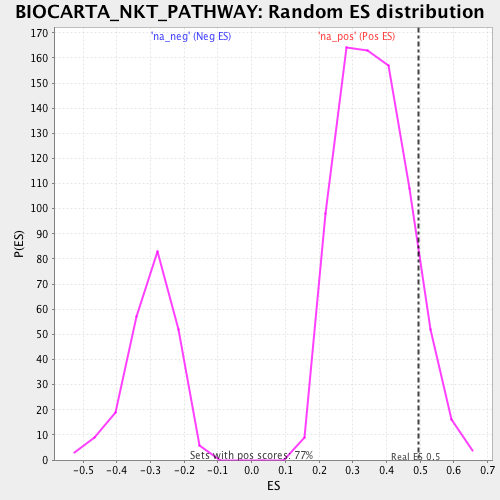 BIOCARTA_NKT_PATHWAY: Random ES distribution
'na_neg' (Neg ES) 'na_pos' (Pos ES)
170
160
150
140
130
120
110
100
90
80
70
60
50
40
30
20
10
0
P(ES)
Sets with pos scores: 77%
Real ES 0.5
-0.5 -0.4 -0.3 -0.2 -0.1 0.0 0.1 0.2 0.3 0.4 0.5 0.6 0.7
ES